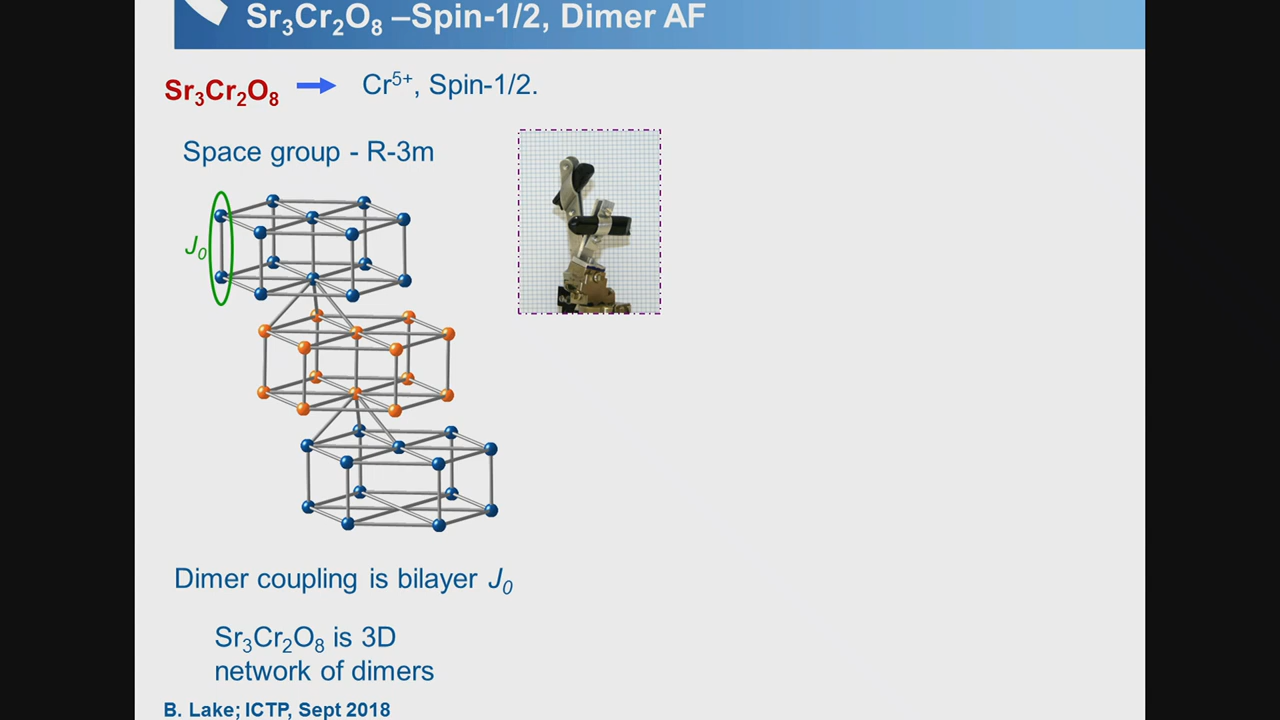 Sr₃Cr₂O₈ –Spin-1/2, Dimer AF
Sr₃Cr₂O₈ → Cr⁵⁺, Spin-1/2.
Space group - R-3m
J₀
Dimer coupling is bilayer J₀
Sr₃Cr₂O₈ is 3D
network of dimers
B. Lake; ICTP, Sept 2018